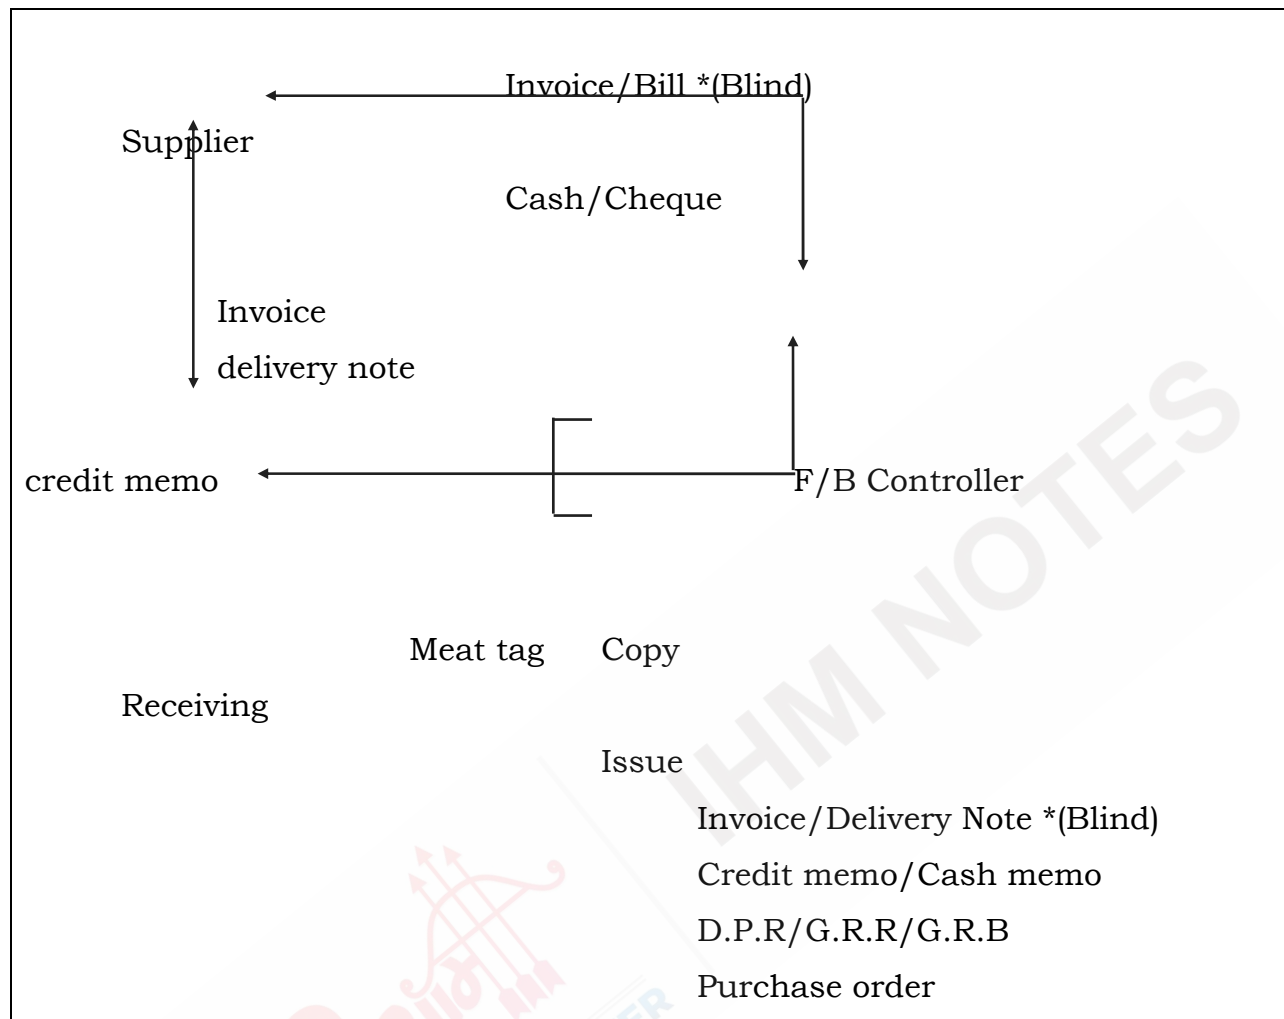 Invoice/Bill *(Blind)
Supplier
Cash/Cheque
Invoice
delivery note
credit memo F/B Controller
Meat tag Copy
Receiving
Issue
Invoice/Delivery Note *(Blind)
Credit memo/Cash memo
D.P.R/G.R.R/G.R.B
Purchase order
IHM NOTES